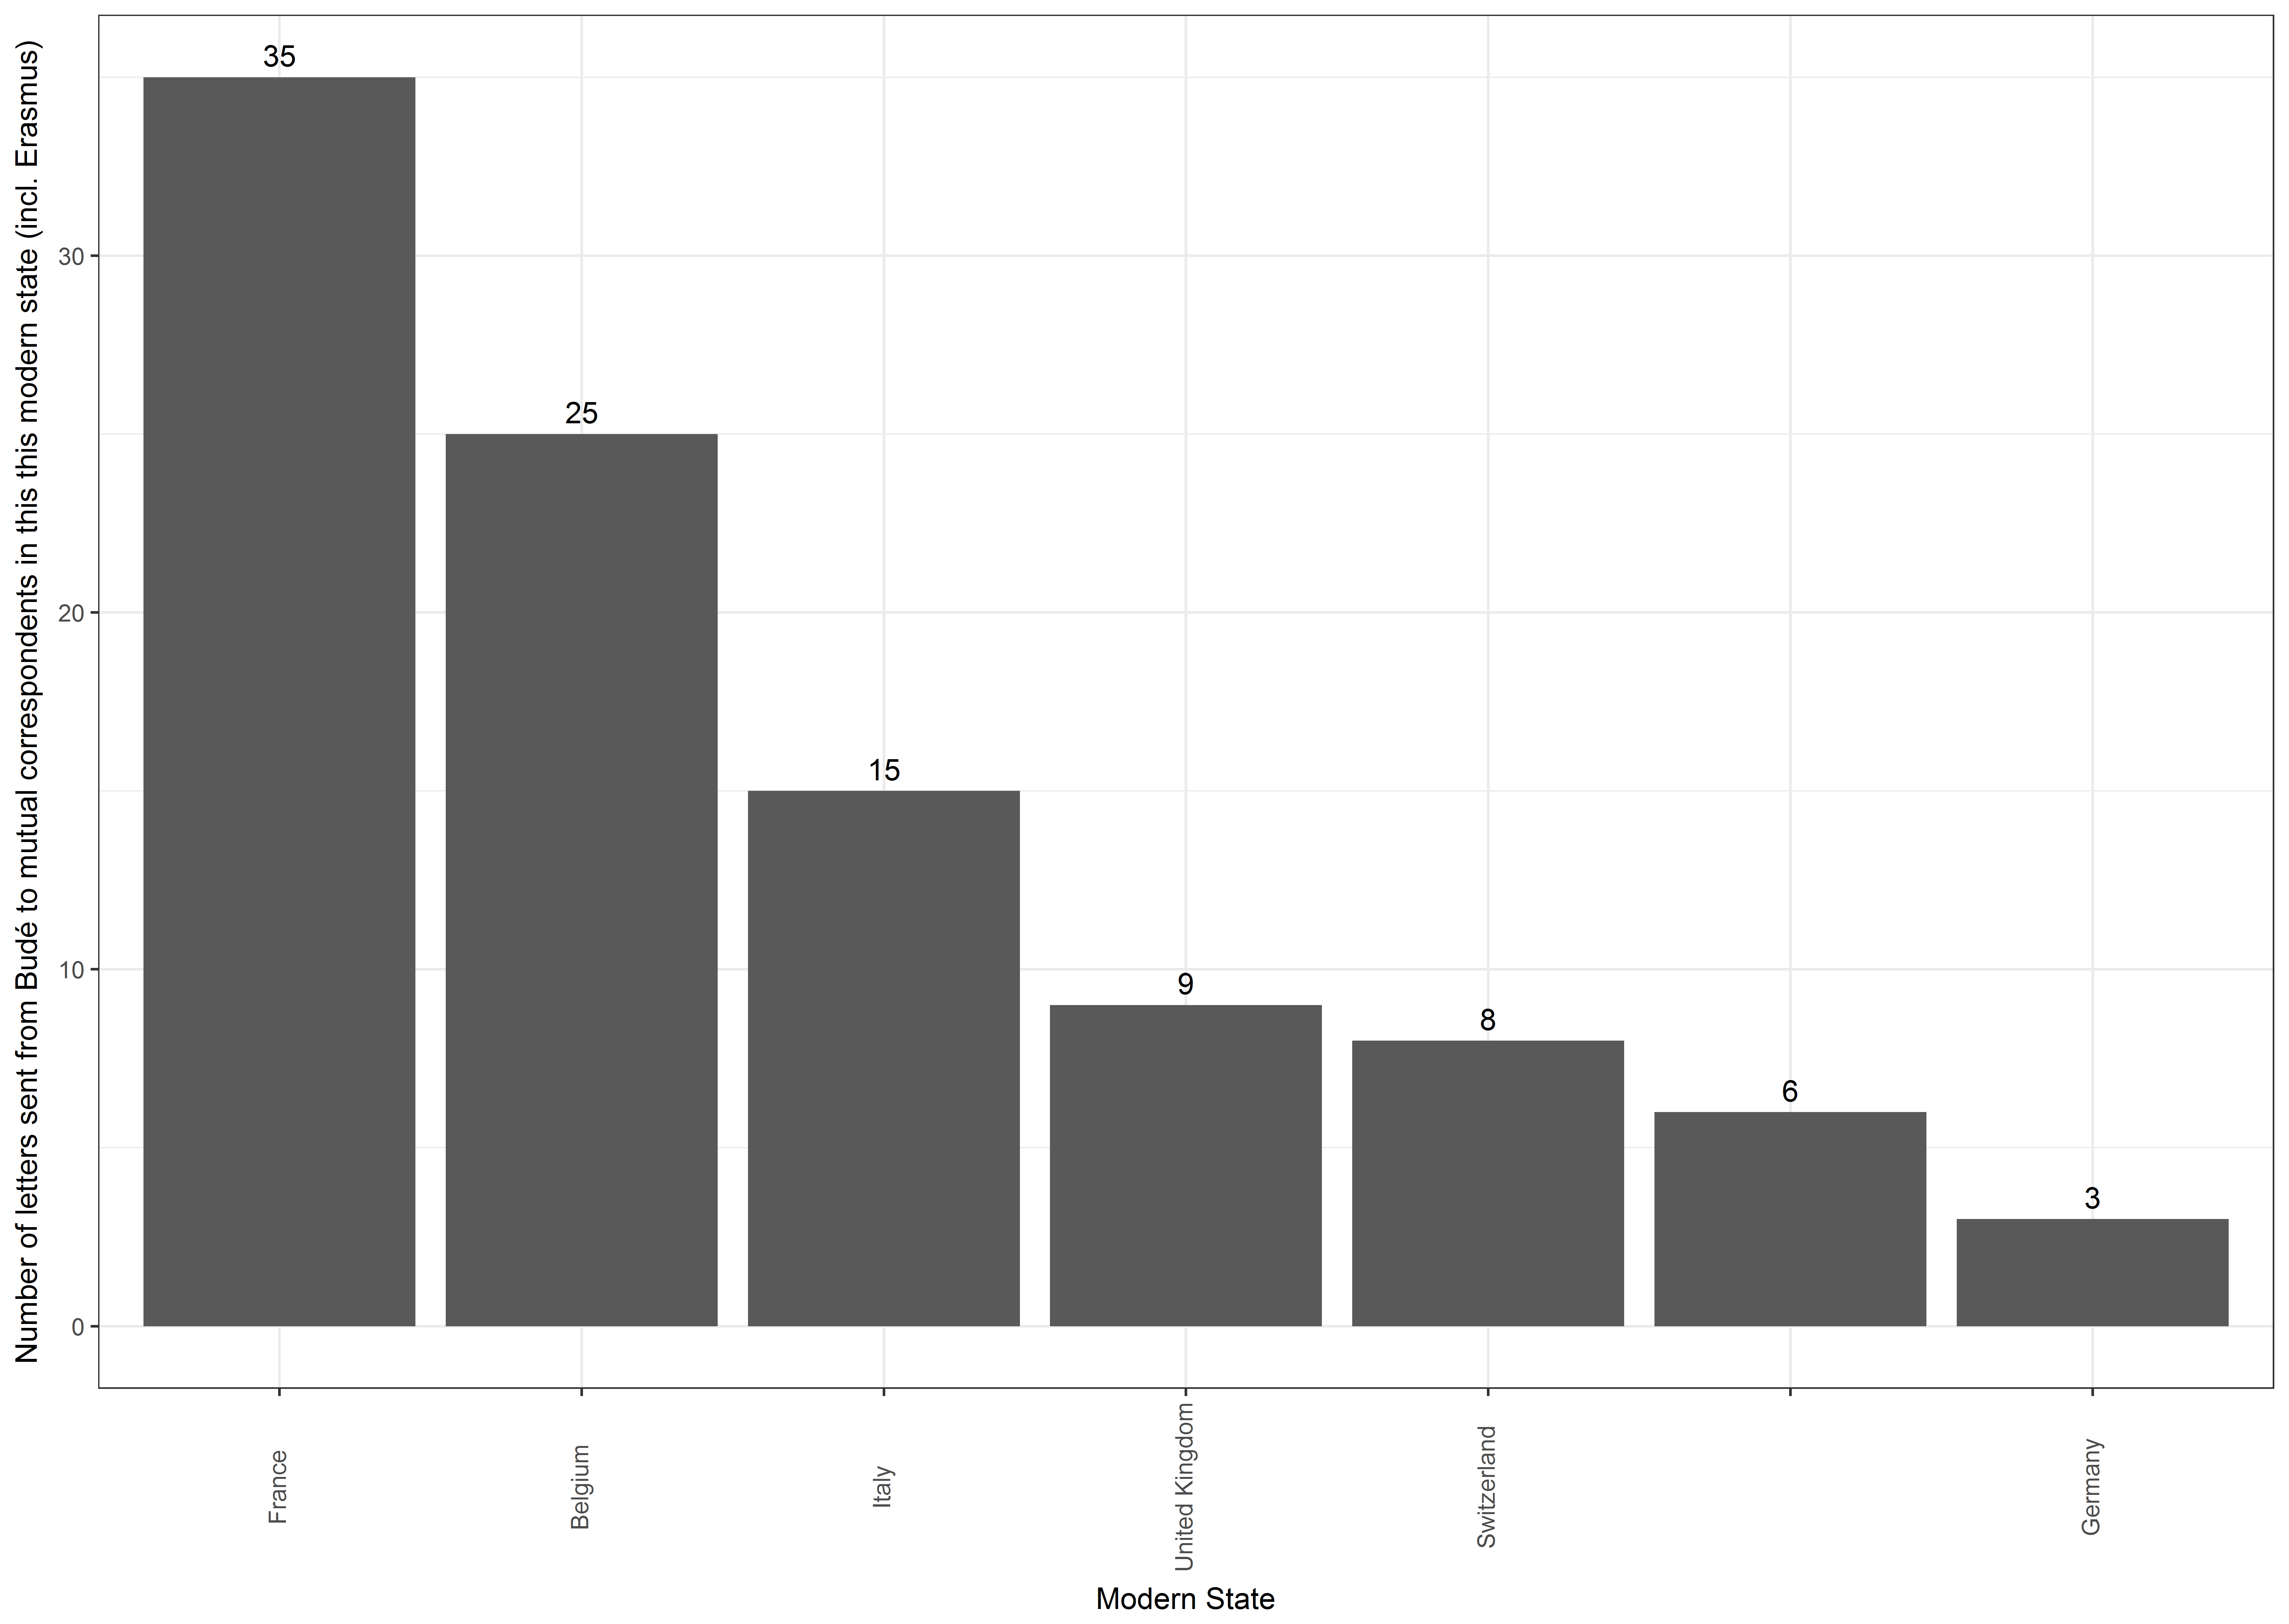 Number of letters sent from Budé to mutual correspondents in this this modern state (incl. Erasmus)
30
20
10
0
35
25
15
9
8
6
3
France
Belgium
Italy
United Kingdom
Switzerland
Germany
Modern State